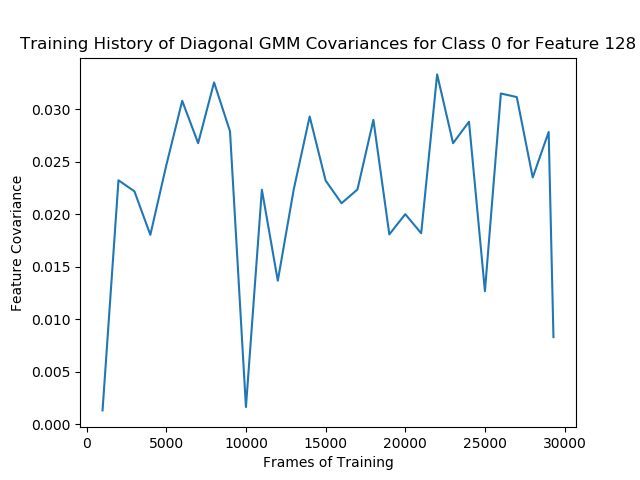 Training History of Diagonal GMM Covariances for Class 0 for Feature 128
0.030
0.025
0.020
0.015
0.010
0.005
0.000
Feature Covariance
0 5000 10000 15000 20000 25000 30000
Frames of Training